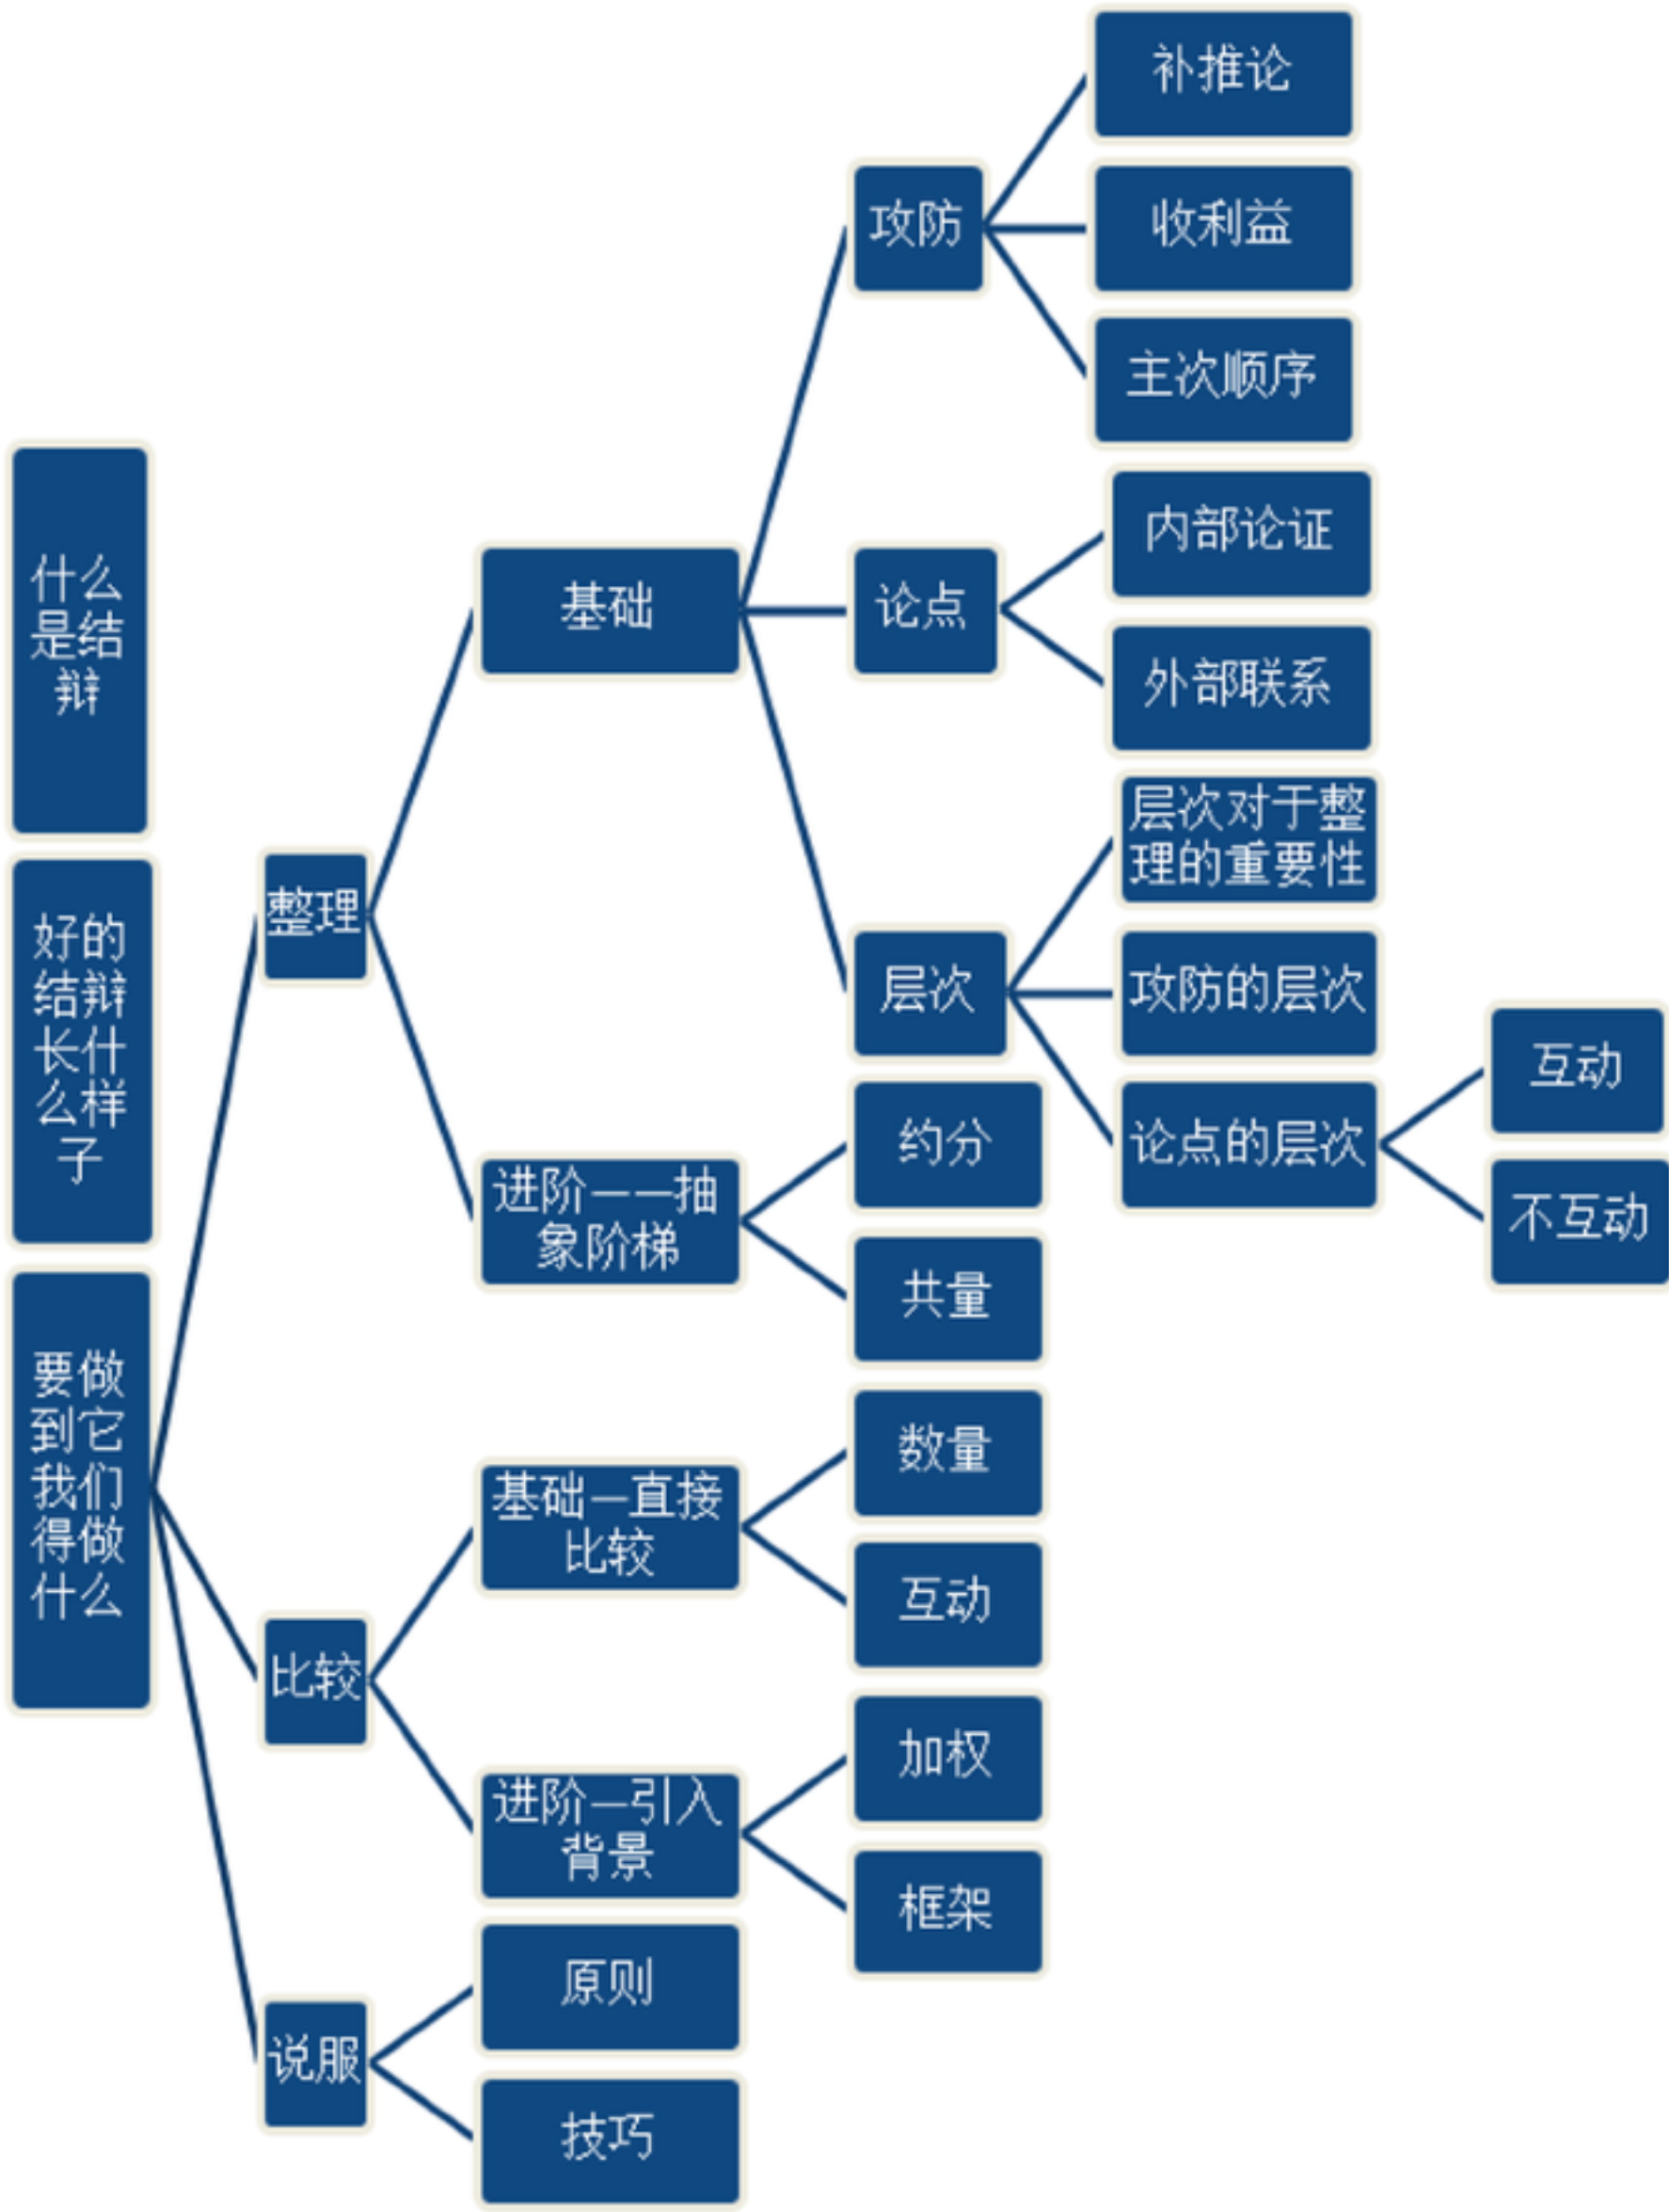 什么
是结
辩
好的
结辩
长什
么样
子
要做
到它
我们
得做
什么
整理
基础
攻防
补推论
收利益
主次顺序
论点
内部论证
外部联系
层次
层次对于整
理的重要性
攻防的层次
论点的层次
互动
不互动
进阶——抽
象阶梯
约分
共量
比较
基础—直接
比较
数量
互动
进阶—引入
背景
加权
框架
说服
原则
技巧